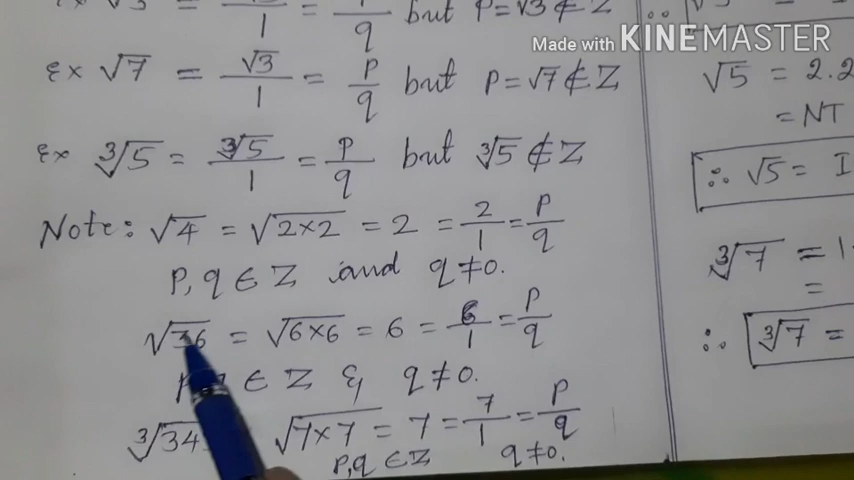 but P = √3 ∉ Z
Made with KINEMASTER
Ex √7 = √3/1 = P/q but P = √7 ∉ Z
Ex ∛5 = ∛5/1 = P/q but ∛5 ∉ Z
Note: √4 = √2×2 = 2 = 2/1 = P/q
P, q ∈ Z and q ≠ 0.
√36 = √6×6 = 6 = 6/1 = P/q
∈ Z & q ≠ 0.
∛34 √7×7 = 7 = 7/1 = P/q
P, q ∈ Z q ≠ 0.
√5 = 2.2
= NT
∴ √5 = I
∛7 = 1
=
∴ ∛7 =